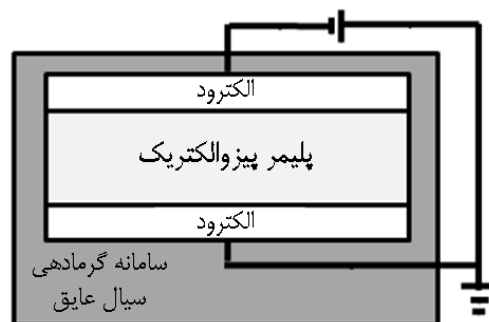 الکترود
پلیمر پیزوالکتریک
الکترود
سامانه گرمادهی
سیال عایق